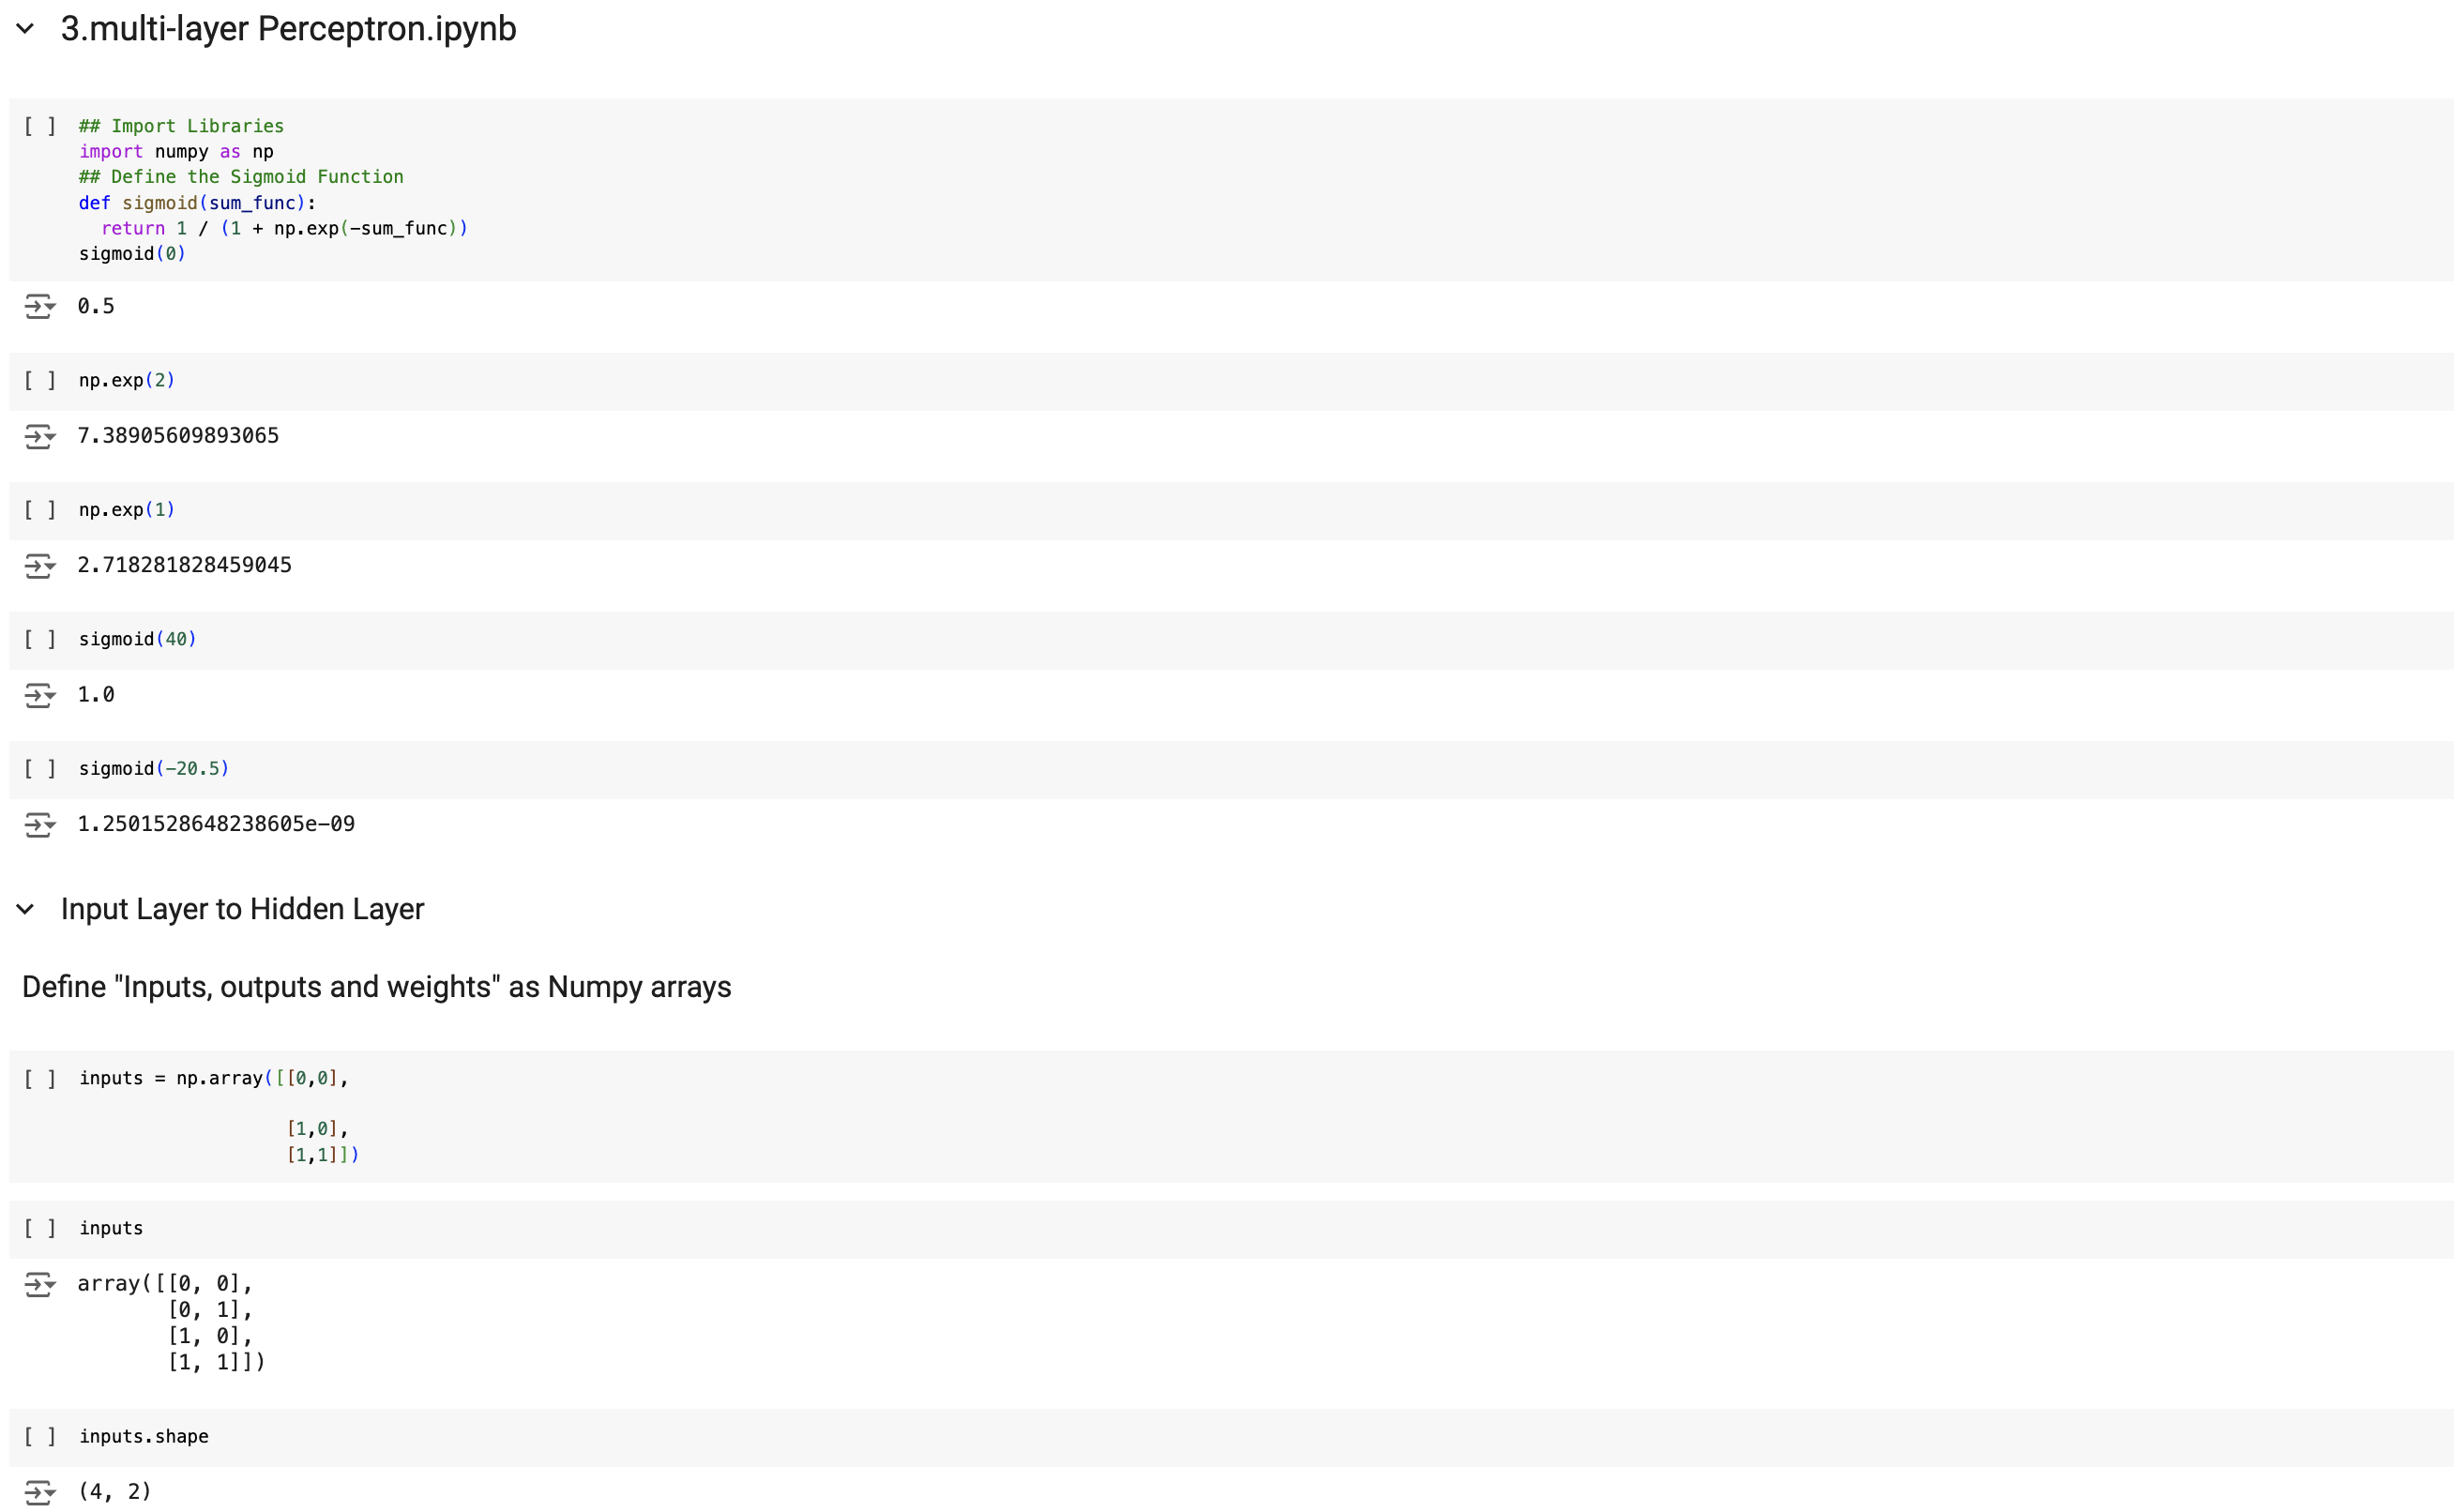 3.multi-layer Perceptron.ipynb
[ ] ## Import Libraries
import numpy as np
## Define the Sigmoid Function
def sigmoid(sum_func):
  return 1 / (1 + np.exp(-sum_func))
sigmoid(0)
0.5
[ ] np.exp(2)
7.38905609893065
[ ] np.exp(1)
2.718281828459045
[ ] sigmoid(40)
1.0
[ ] sigmoid(-20.5)
1.2501528648238605e-09
Input Layer to Hidden Layer
Define "Inputs, outputs and weights" as Numpy arrays
[ ] inputs = np.array([[0,0],
[1,0],
[1,1]])
[ ] inputs
array([[0, 0],
[0, 1],
[1, 0],
[1, 1]])
[ ] inputs.shape
(4, 2)